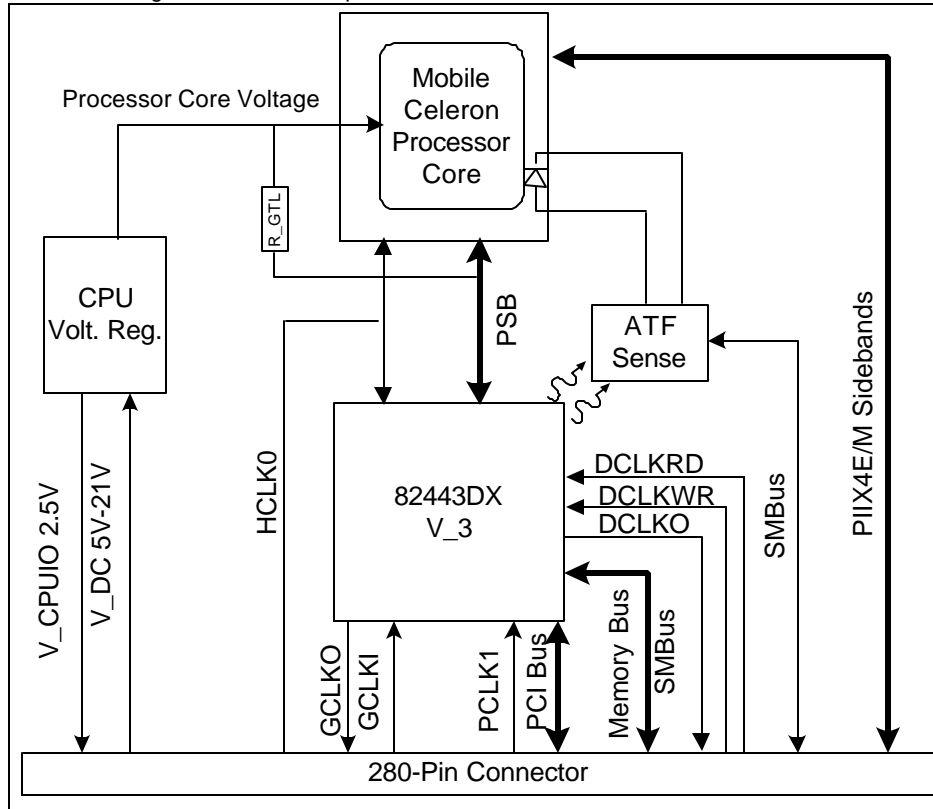 Mobile
Celeron
Processor
Core
Processor Core Voltage
R_GTL
CPU
Volt. Reg.
PSB
ATF
Sense
PIIX4E/M Sidebands
HCLK0
82443DX
V_3
DCLKRD
DCLKWR
DCLKO
SMBus
V_CPUIO 2.5V
V_DC 5V-21V
GCLKO
GCLKI
PCLK1
PCI Bus
Memory Bus
SMBus
280-Pin Connector